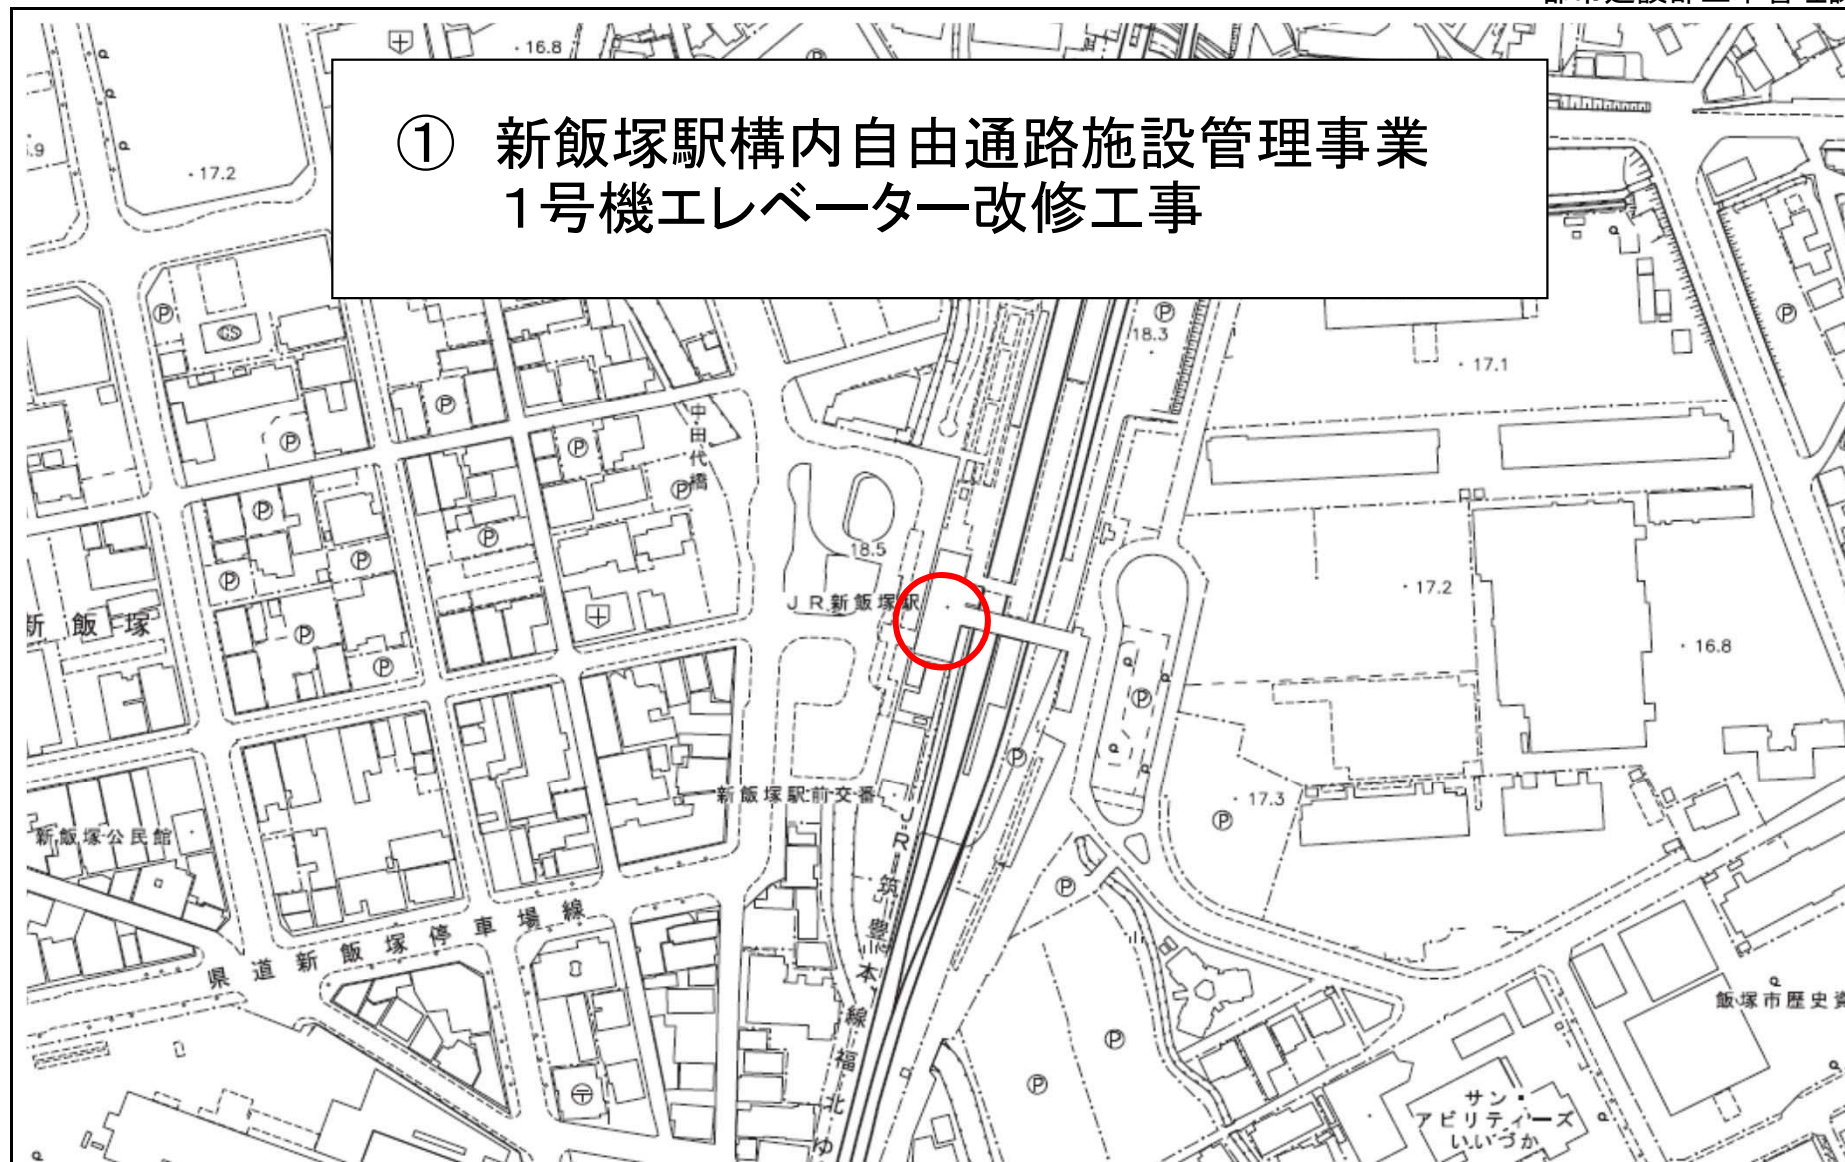 ・16.8
① 新飯塚駅構内自由通路施設管理事業
1号機エレベーター改修工事
・17.2
GS
18.3
・17.1
中田代橋
18.5
・17.2
JR新飯塚駅
新飯塚
・16.8
新飯塚駅前交番
・17.3
新飯塚公民館
JR筑豊本線福北ゆ
県道新飯塚停車場線
飯塚市歴史資
サン・
アビリティーズ
いいづか